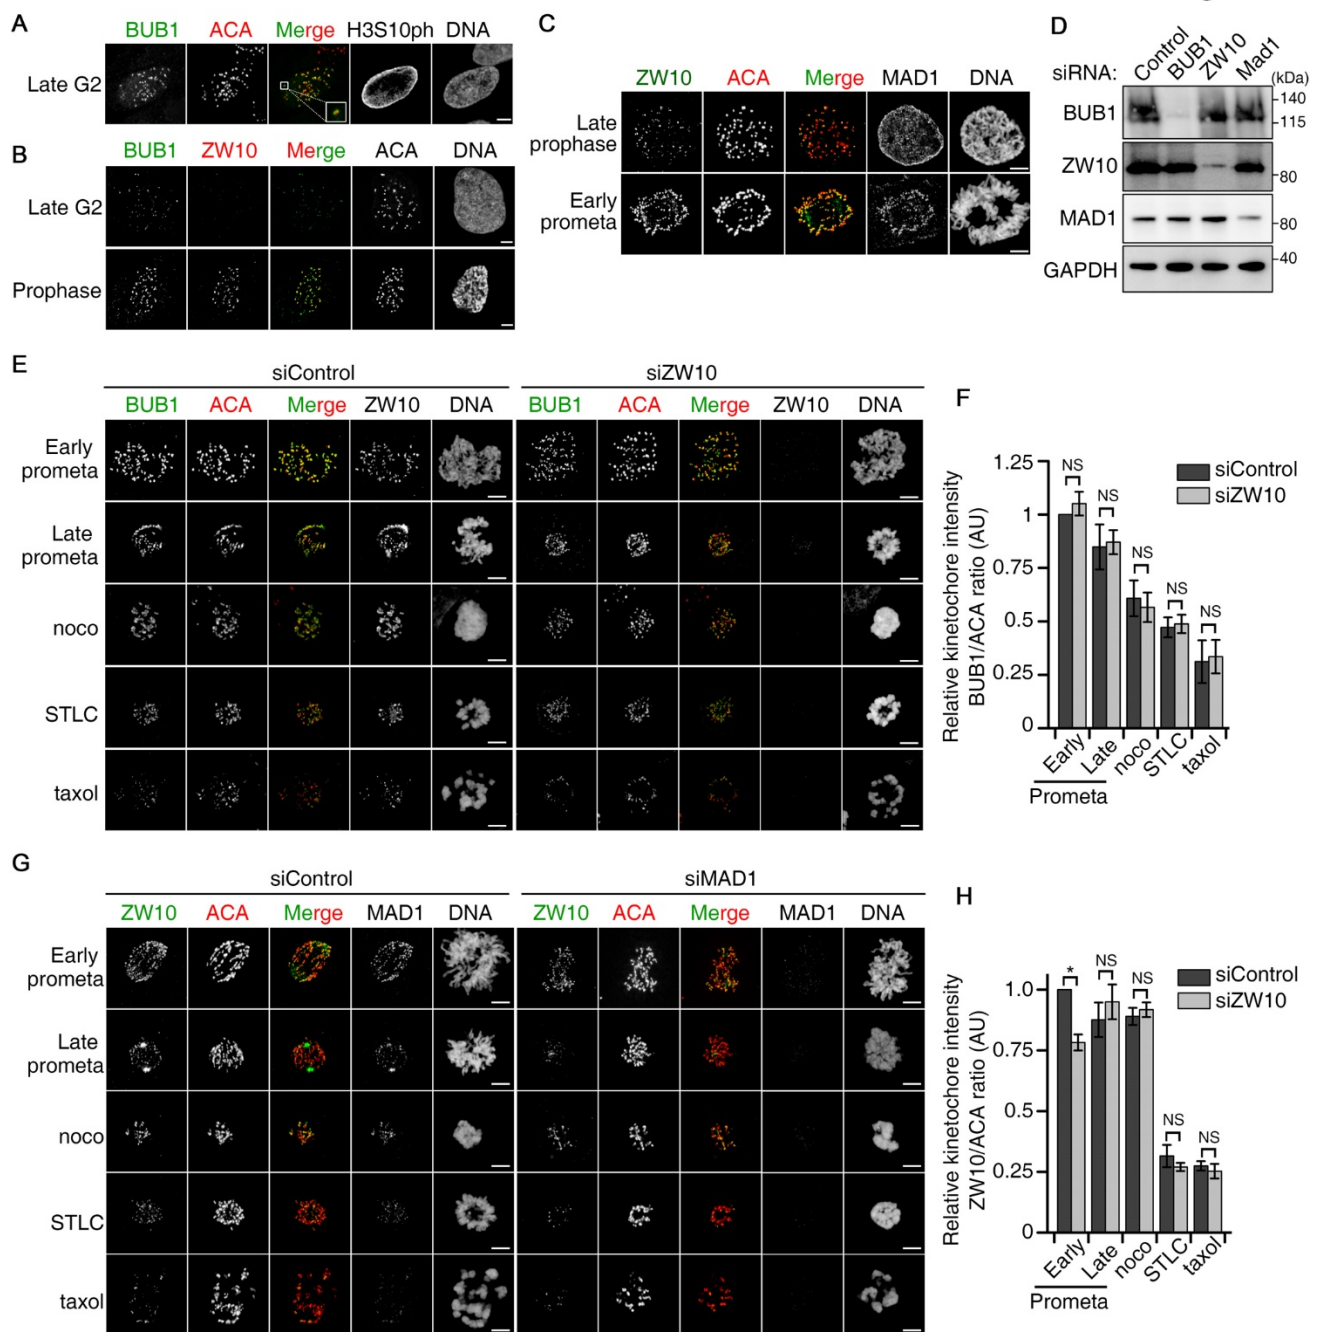 A
BUB1 ACA Merge H3S10ph DNA
Late G2
B
BUB1 ZW10 Merge ACA DNA
Late G2
Prophase
C
ZW10 ACA Merge MAD1 DNA
Late
prophase
Early
prometa
D
siRNA: Control BUB1 ZW10 Mad1
(kDa)
BUB1
140
115
ZW10
80
MAD1
80
GAPDH
40
E
siControl siZW10
BUB1 ACA Merge ZW10 DNA BUB1 ACA Merge ZW10 DNA
Early
prometa
Late
prometa
noco
STLC
taxol
F
Relative kinetochore intensity
BUB1/ACA ratio (AU)
1.25
1
0.75
0.5
0.25
0
NS NS NS NS NS
siControl
siZW10
Early Late noco STLC taxol
Prometa
G
siControl siMAD1
ZW10 ACA Merge MAD1 DNA ZW10 ACA Merge MAD1 DNA
Early
prometa
Late
prometa
noco
STLC
taxol
H
Relative kinetochore intensity
ZW10/ACA ratio (AU)
1.0
0.75
0.5
0.25
0
* NS NS NS NS
siControl
siZW10
Early Late noco STLC taxol
Prometa